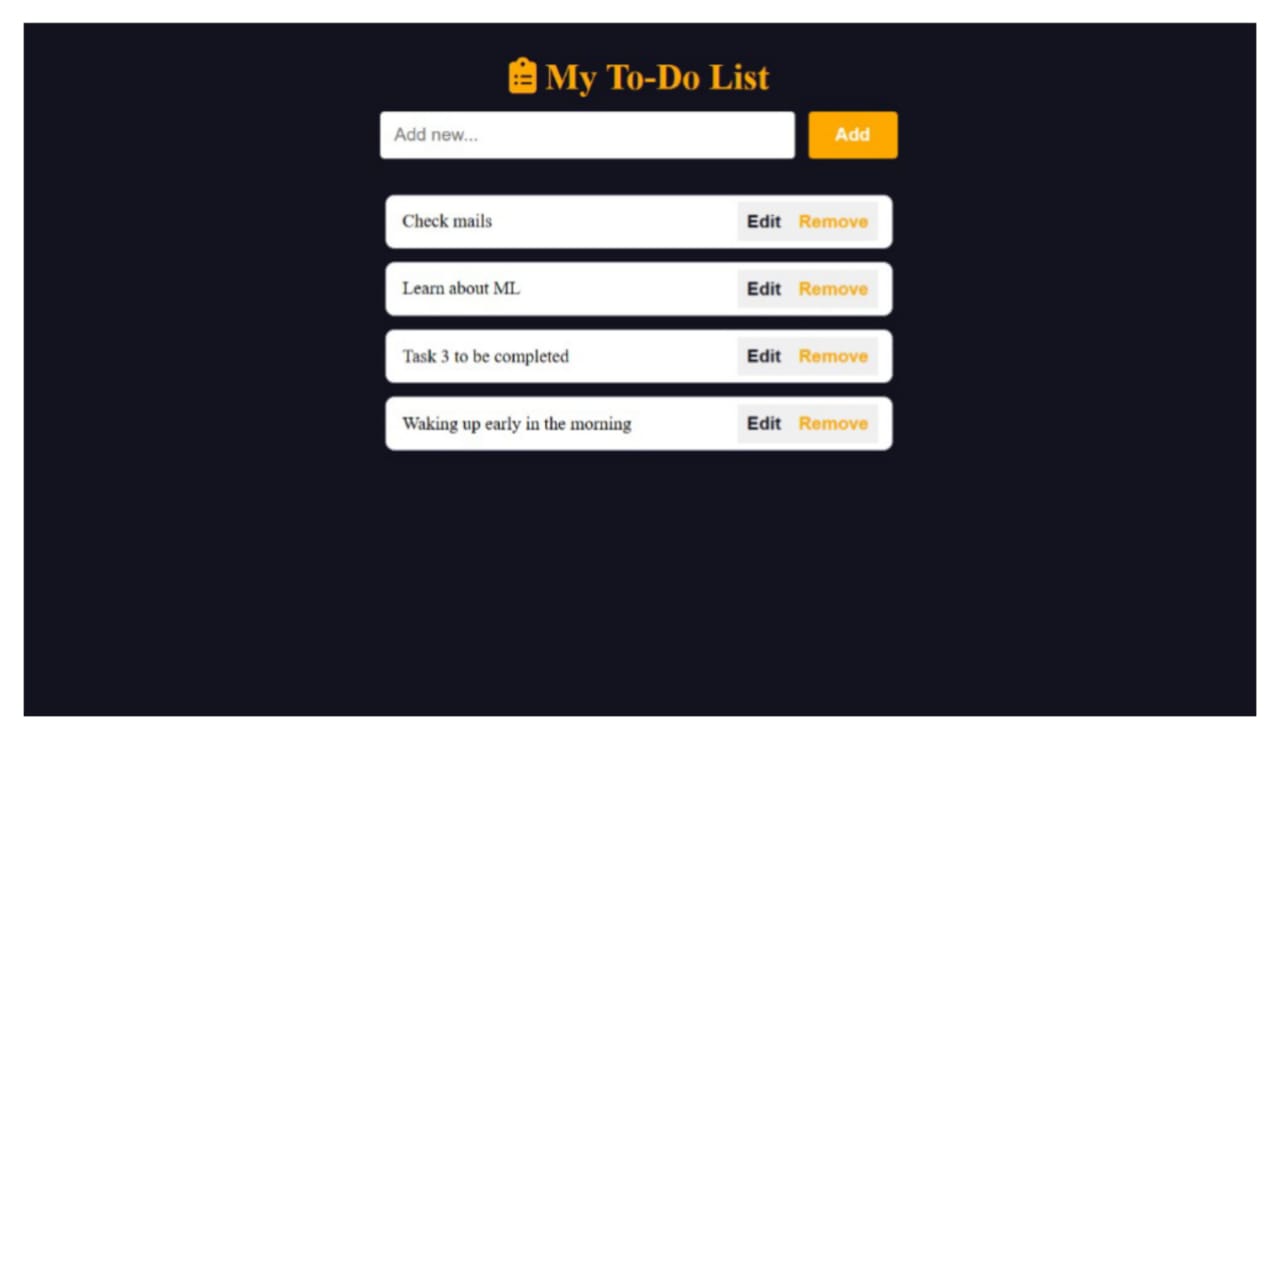 My To-Do List
Add new... Add
Check mails Edit Remove
Learn about ML Edit Remove
Task 3 to be completed Edit Remove
Waking up early in the morning Edit Remove